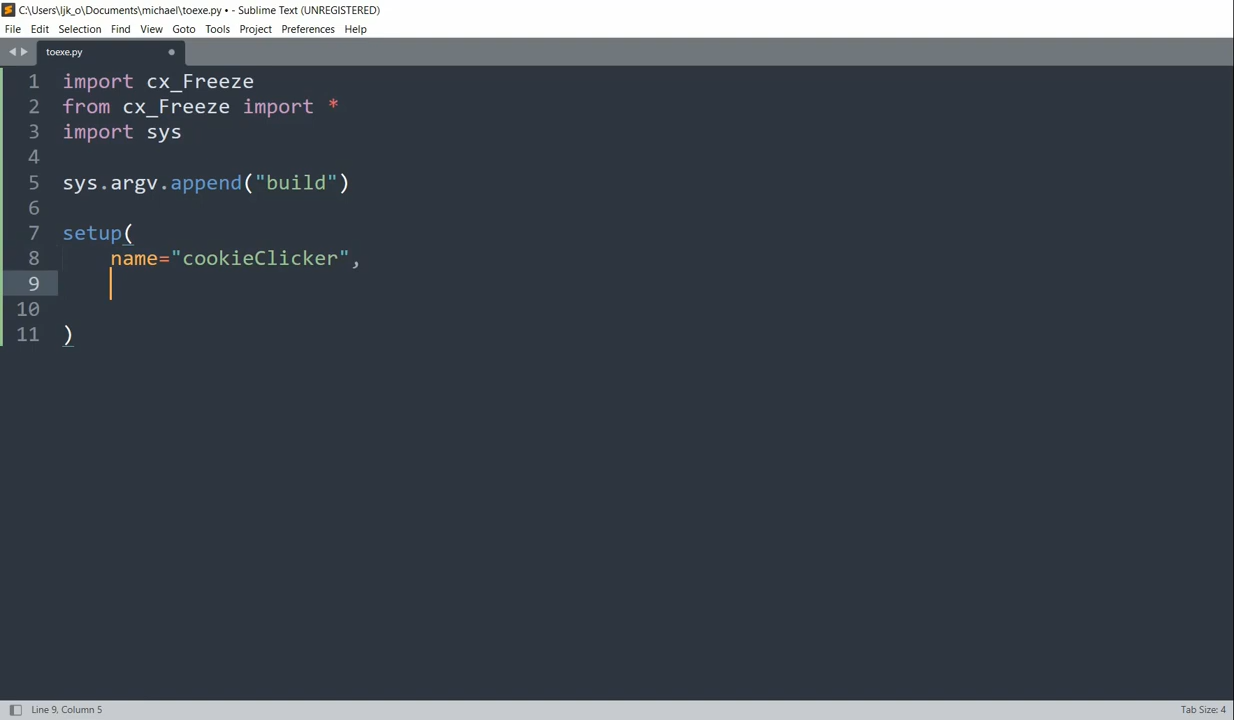 C:\Users\ljk_o\Documents\michael\toexe.py • - Sublime Text (UNREGISTERED)
File Edit Selection Find View Goto Tools Project Preferences Help
toexe.py
1 import cx_Freeze
2 from cx_Freeze import *
3 import sys
4
5 sys.argv.append("build")
6
7 setup(
8 name="cookieClicker",
9
10
11 )
Line 9, Column 5 Tab Size: 4